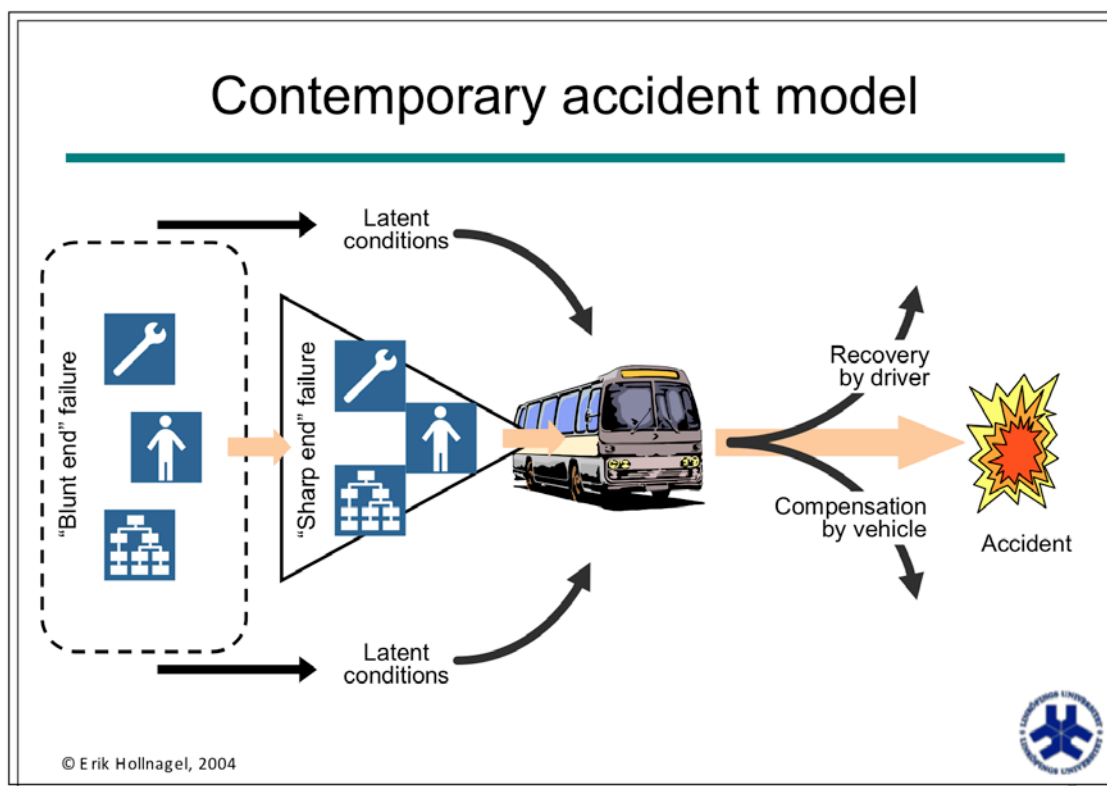 Contemporary accident model
Latent
conditions
"Blunt end" failure
"Sharp end" failure
Recovery
by driver
Compensation
by vehicle
Accident
Latent
conditions
© Erik Hollnagel, 2004